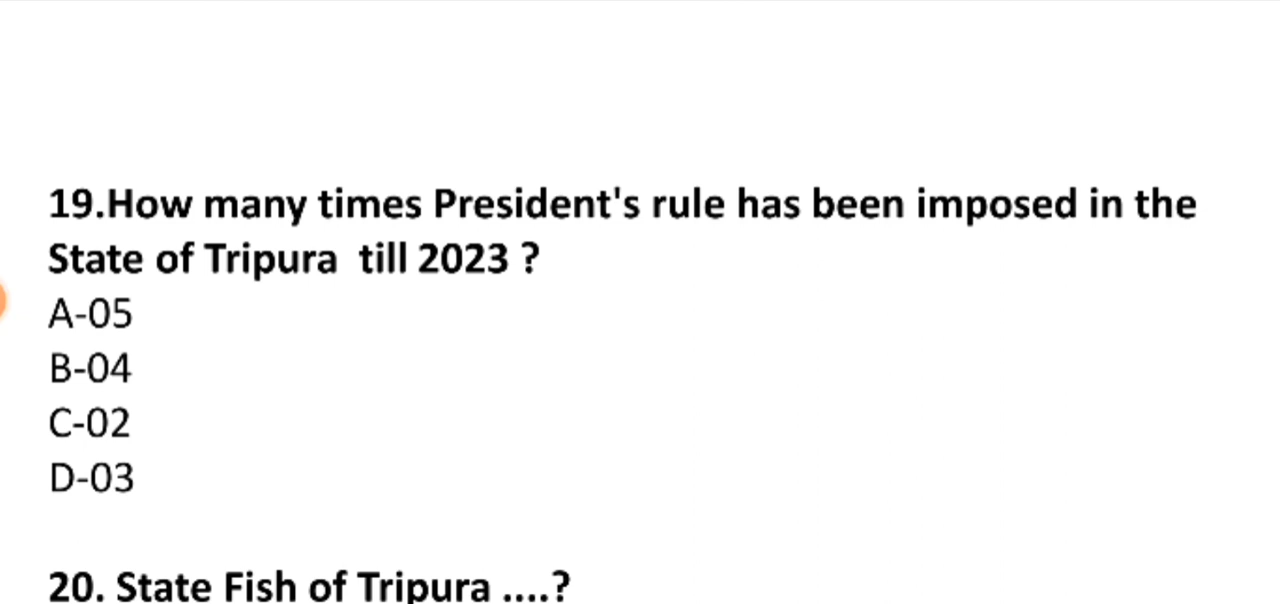 19.How many times President's rule has been imposed in the
State of Tripura till 2023 ?
A-05
B-04
C-02
D-03
20. State Fish of Tripura ....?